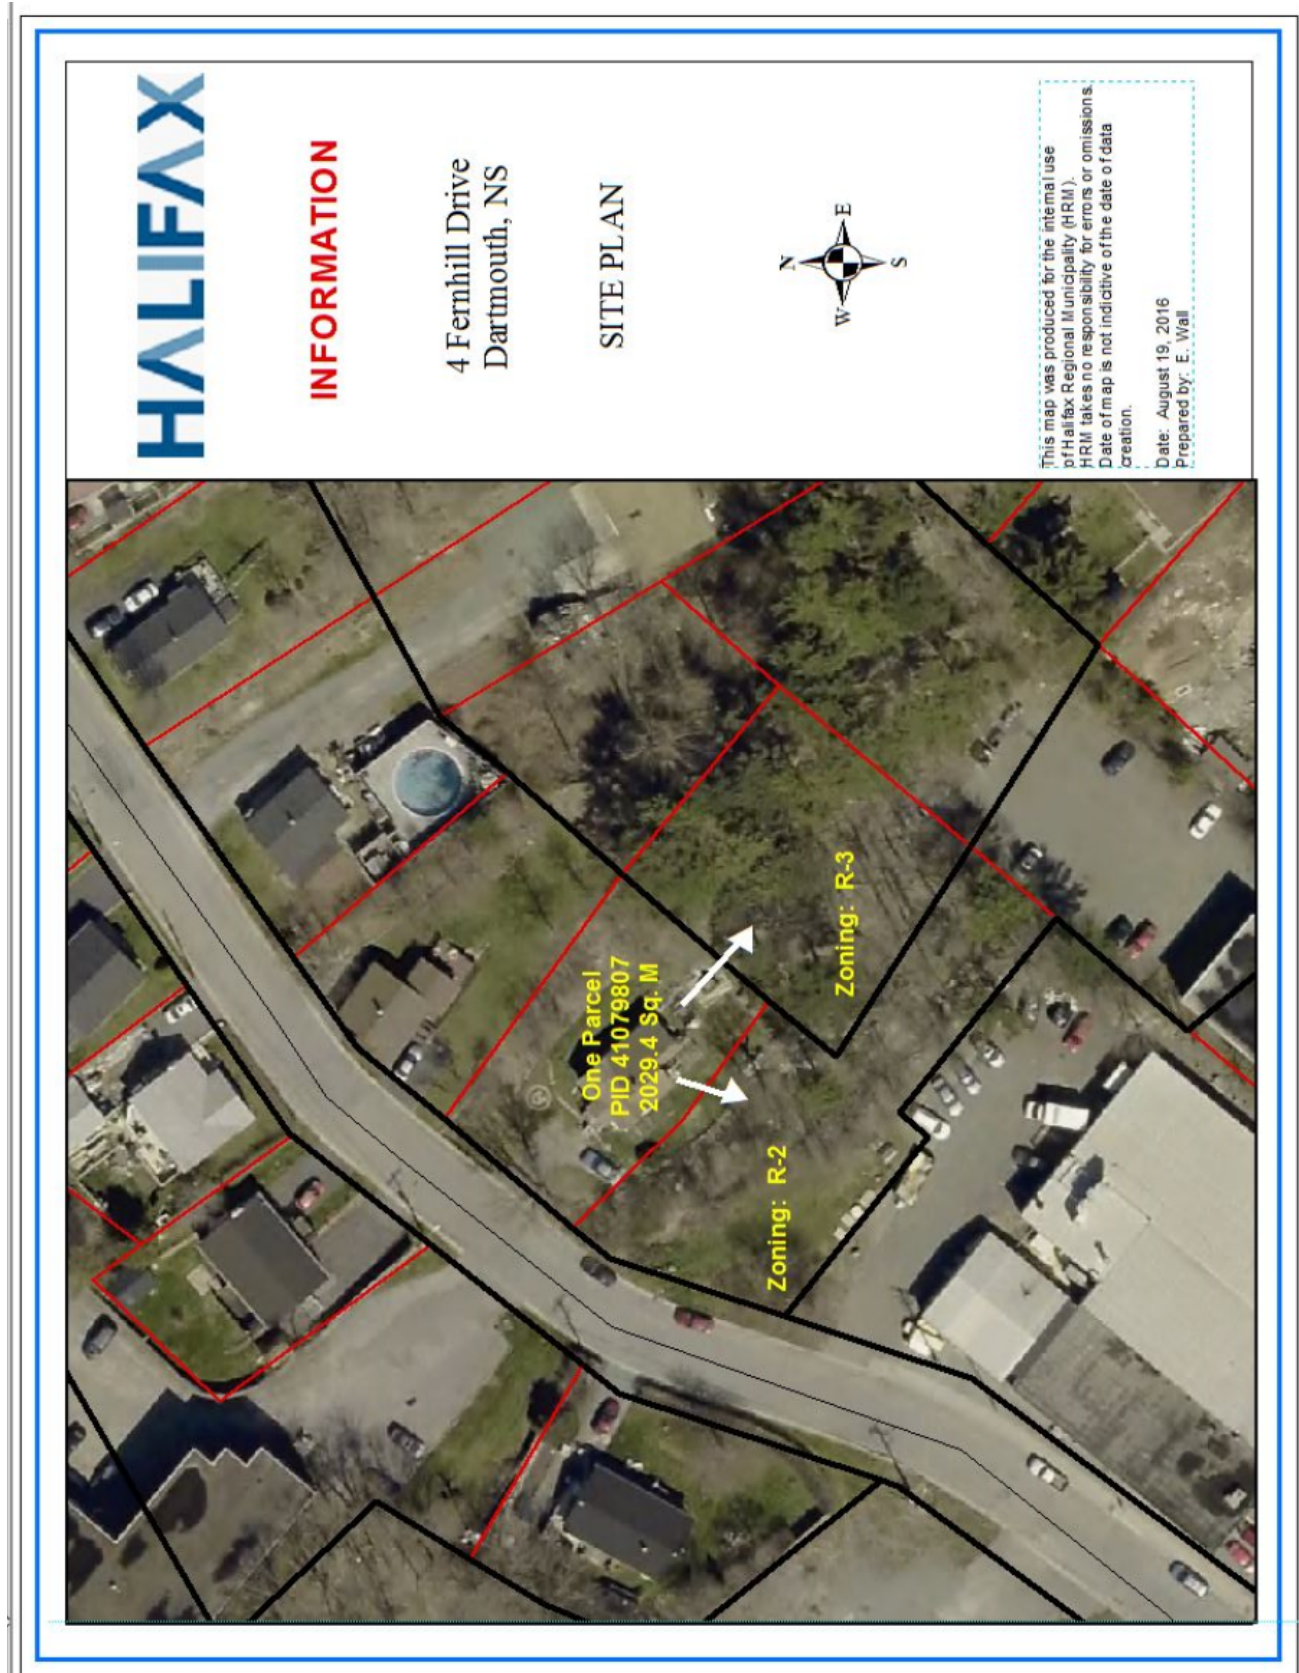 HALIFAX
INFORMATION
4 Fernhill Drive
Dartmouth, NS
SITE PLAN
N
W
E
S
This map was produced for the internal use
of Halifax Regional Municipality (HRM).
HRM takes no responsibility for errors or omissions.
Date of map is not indicitive of the date of data
creation.
Date: August 19, 2016
Prepared by: E. Wall
One Parcel
PID 41079807
2029.4 Sq. M
Zoning: R-3
Zoning: R-2